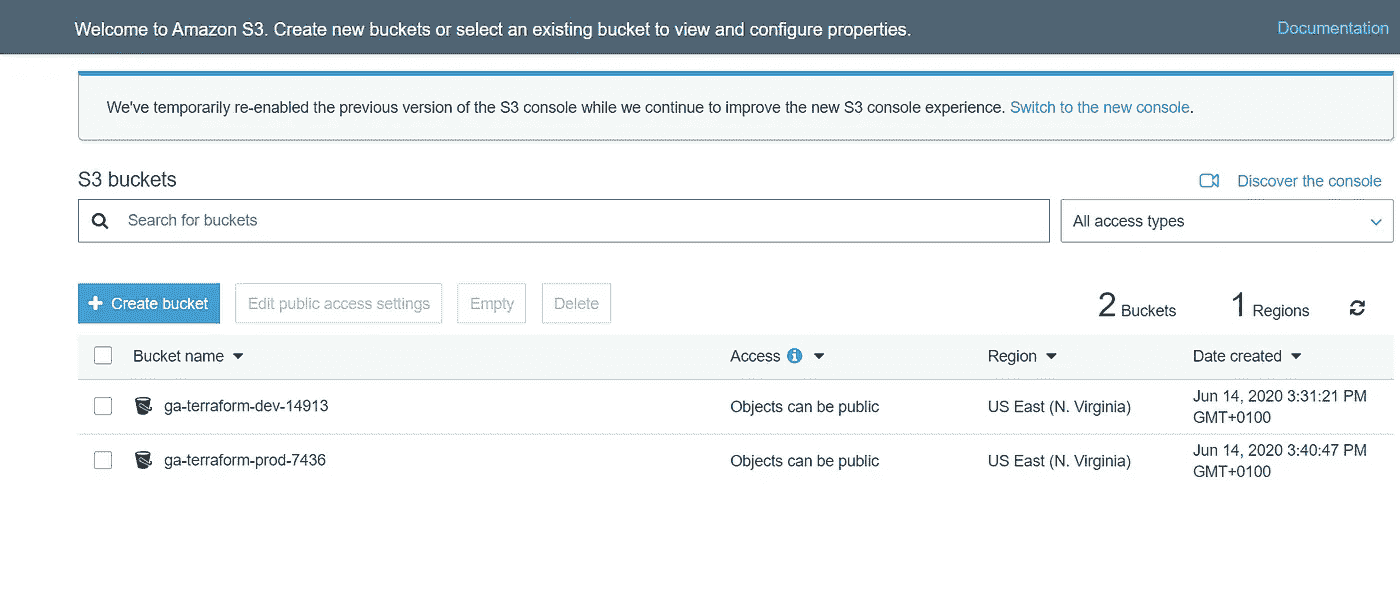 Welcome to Amazon S3. Create new buckets or select an existing bucket to view and configure properties.
Documentation
We've temporarily re-enabled the previous version of the S3 console while we continue to improve the new S3 console experience. Switch to the new console.
S3 buckets
Discover the console
Search for buckets
All access types
Create bucket
Edit public access settings
Empty
Delete
2 Buckets
1 Regions
Bucket name
Access
Region
Date created
ga-terraform-dev-14913
Objects can be public
US East (N. Virginia)
Jun 14, 2020 3:31:21 PM
GMT+0100
ga-terraform-prod-7436
Objects can be public
US East (N. Virginia)
Jun 14, 2020 3:40:47 PM
GMT+0100